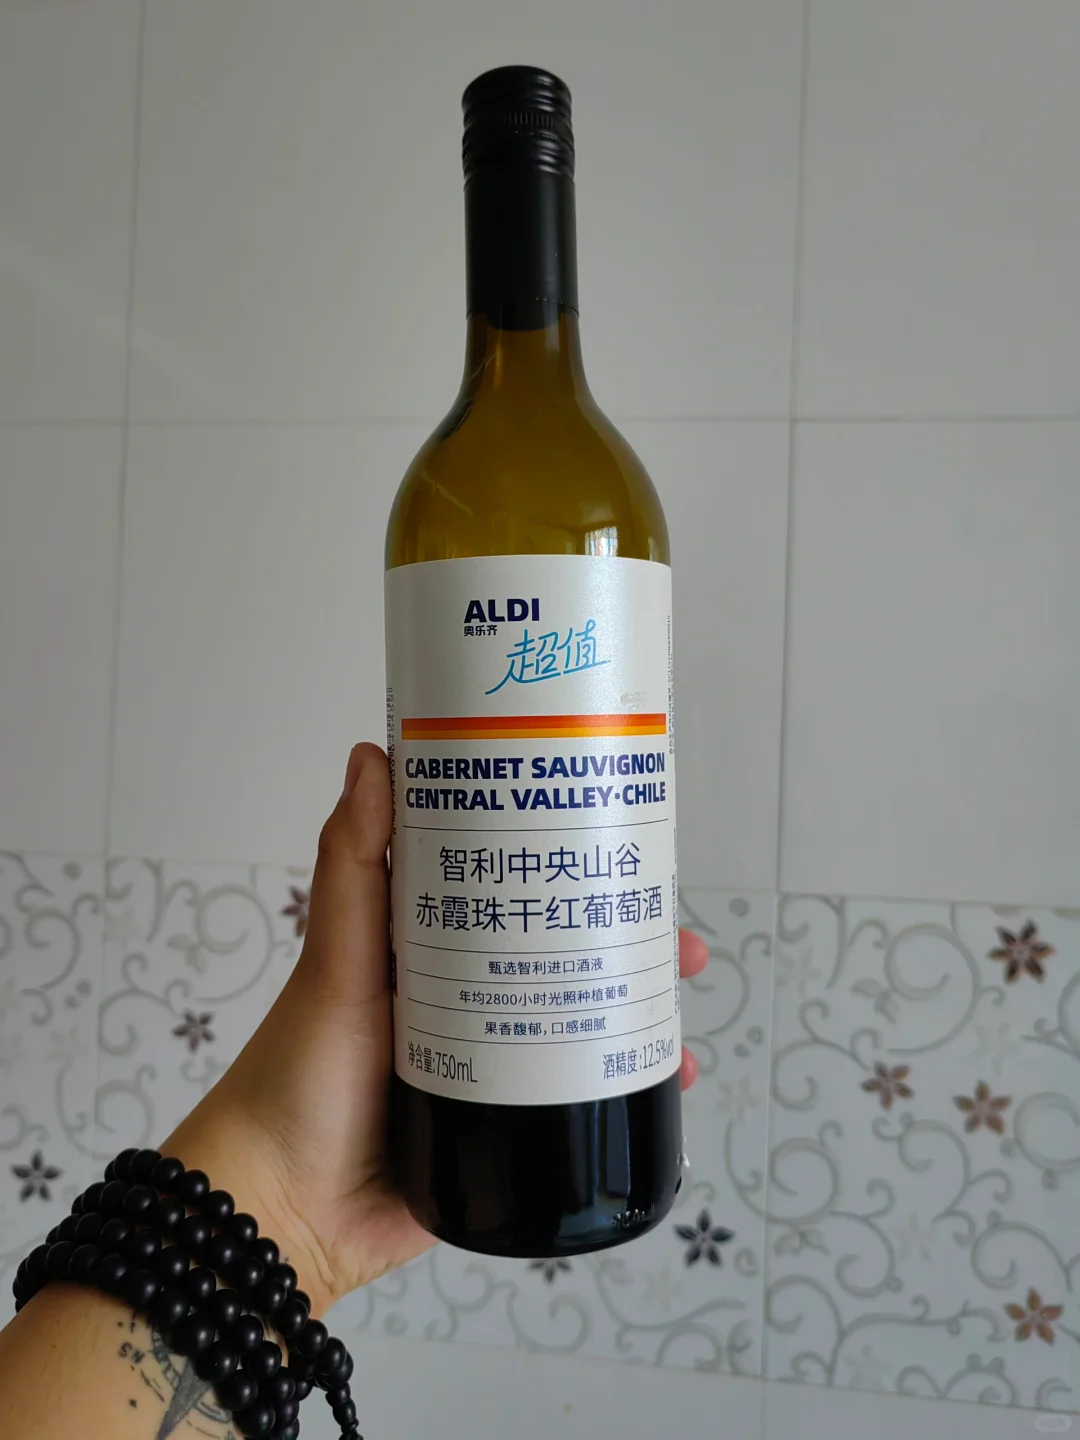 ALDI
奥乐齐
超值
CABERNET SAUVIGNON
CENTRAL VALLEY·CHILE
智利中央山谷
赤霞珠干红葡萄酒
甄选智利进口酒液
年均2800小时光照种植葡萄
果香馥郁,口感细腻
净含量:750mL
酒精度:12.5%vol